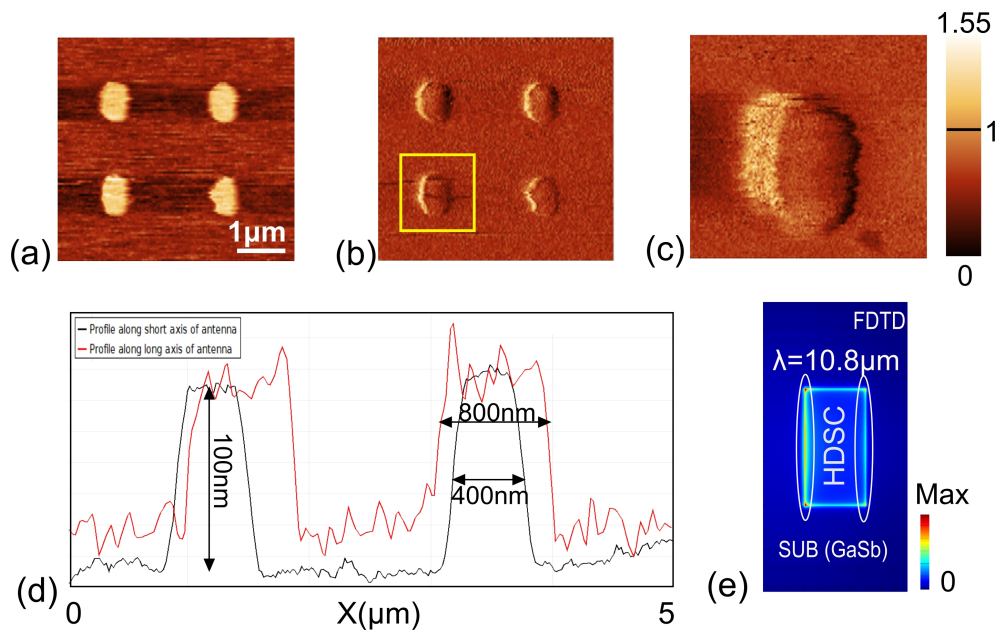 1.55
1
0
1μm
(a)
(b)
(c)
Profile along short axis of antenna
Profile along long axis of antenna
100nm
800nm
400nm
(d)
0
X(μm)
5
FDTD
λ=10.8μm
HDSC
SUB (GaSb)
Max
0
(e)